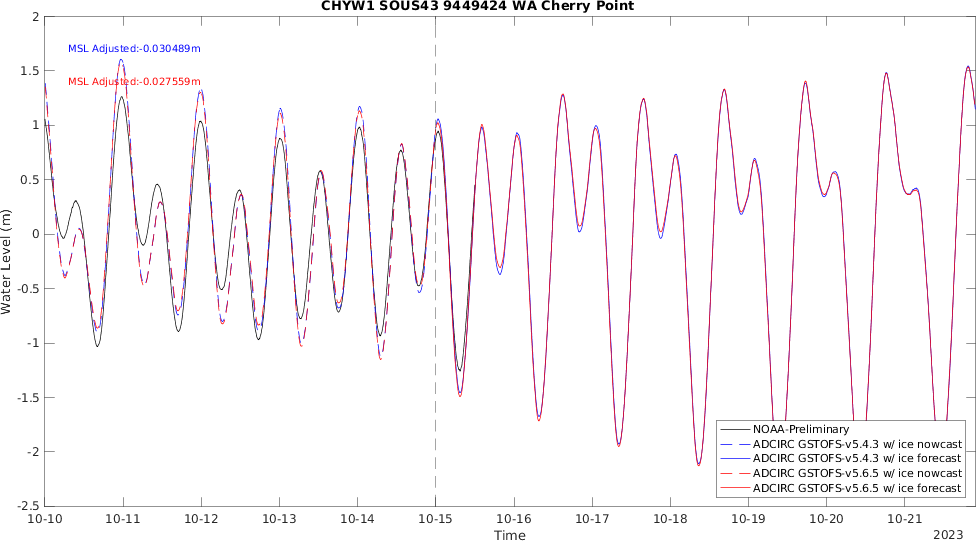 CHYW1 SOUS43 9449424 WA Cherry Point
MSL Adjusted:-0.030489m
MSL Adjusted:-0.027559m
Water Level (m)
2
1.5
1
0.5
0
-0.5
-1
-1.5
-2
-2.5
NOAA-Preliminary
ADCIRC GSTOFS-v5.4.3 w/ ice nowcast
ADCIRC GSTOFS-v5.4.3 w/ ice forecast
ADCIRC GSTOFS-v5.6.5 w/ ice nowcast
ADCIRC GSTOFS-v5.6.5 w/ ice forecast
10-10 10-11 10-12 10-13 10-14 10-15 10-16 10-17 10-18 10-19 10-20 10-21
Time
2023